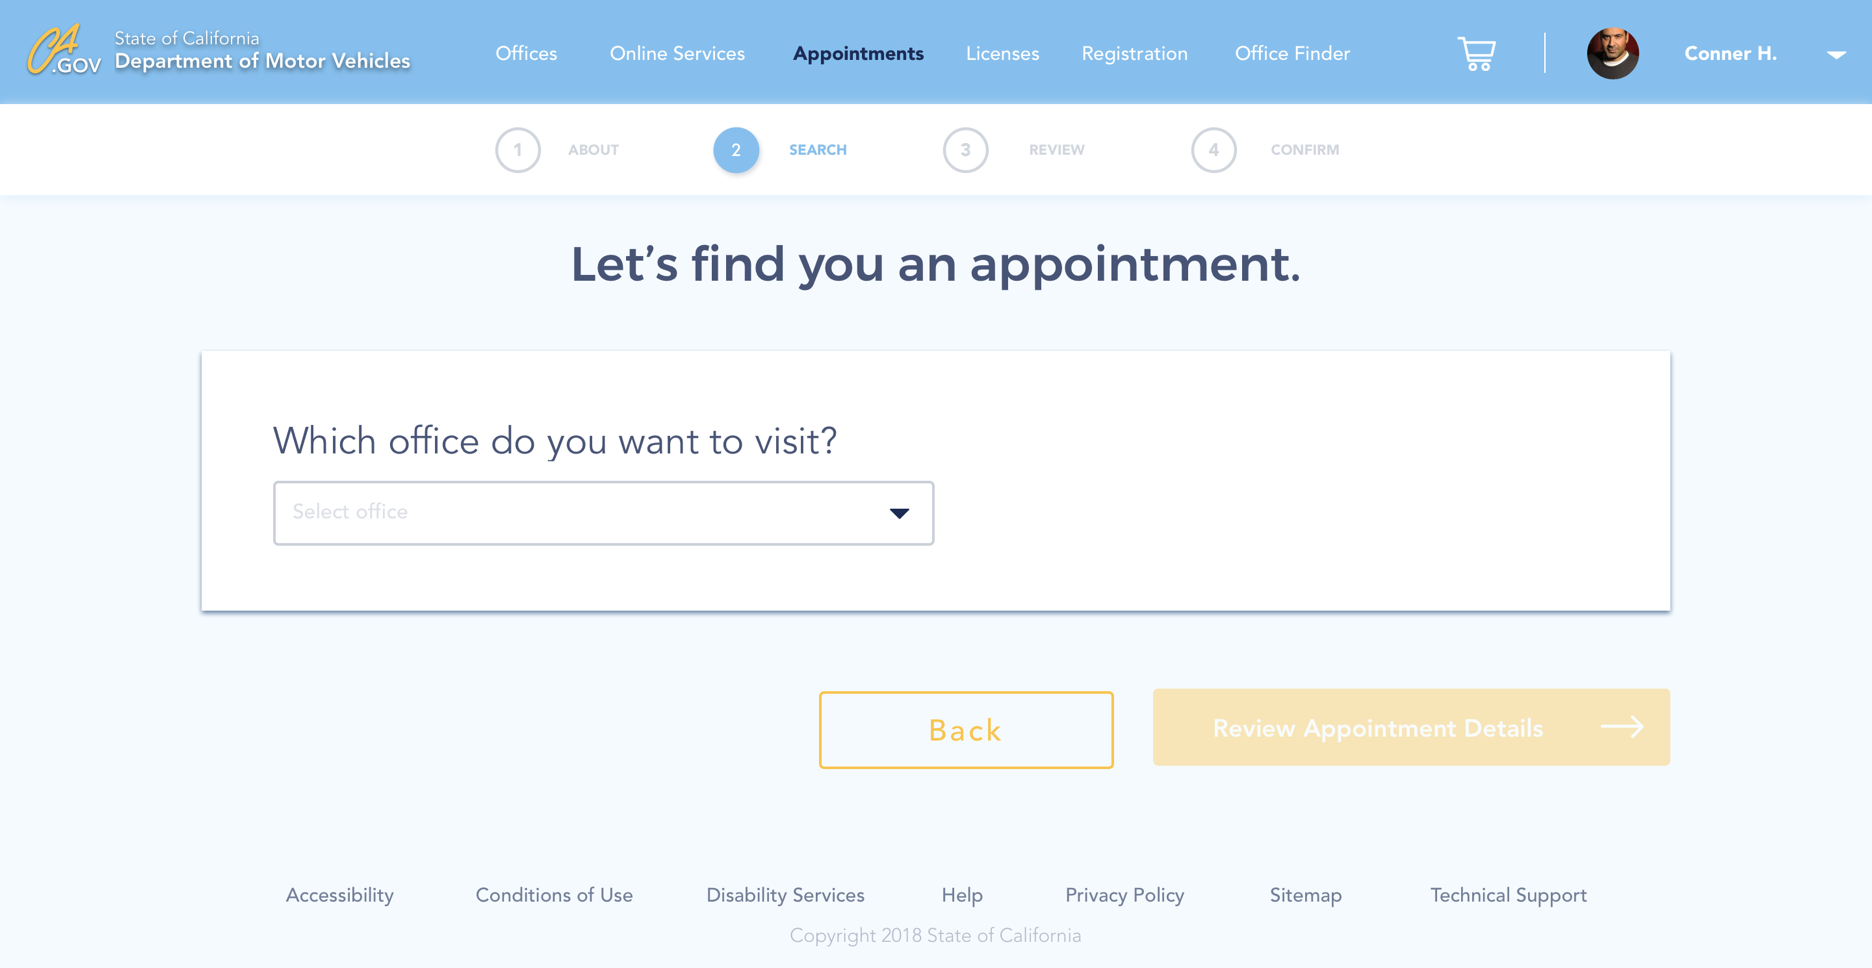 CA
.GOV
State of California
Department of Motor Vehicles
Offices
Online Services
Appointments
Licenses
Registration
Office Finder
Conner H.
1 ABOUT
2 SEARCH
3 REVIEW
4 CONFIRM
Let’s find you an appointment.
Which office do you want to visit?
Select office
Back
Review Appointment Details
Accessibility
Conditions of Use
Disability Services
Help
Privacy Policy
Sitemap
Technical Support
Copyright 2018 State of California